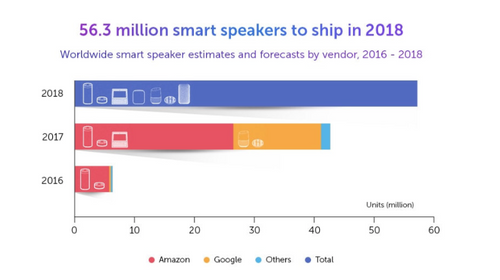 56.3 million smart speakers to ship in 2018
Worldwide smart speaker estimates and forecasts by vendor, 2016 - 2018
2018
2017
2016
Units (million)
0 10 20 30 40 50 60
Amazon Google Others Total